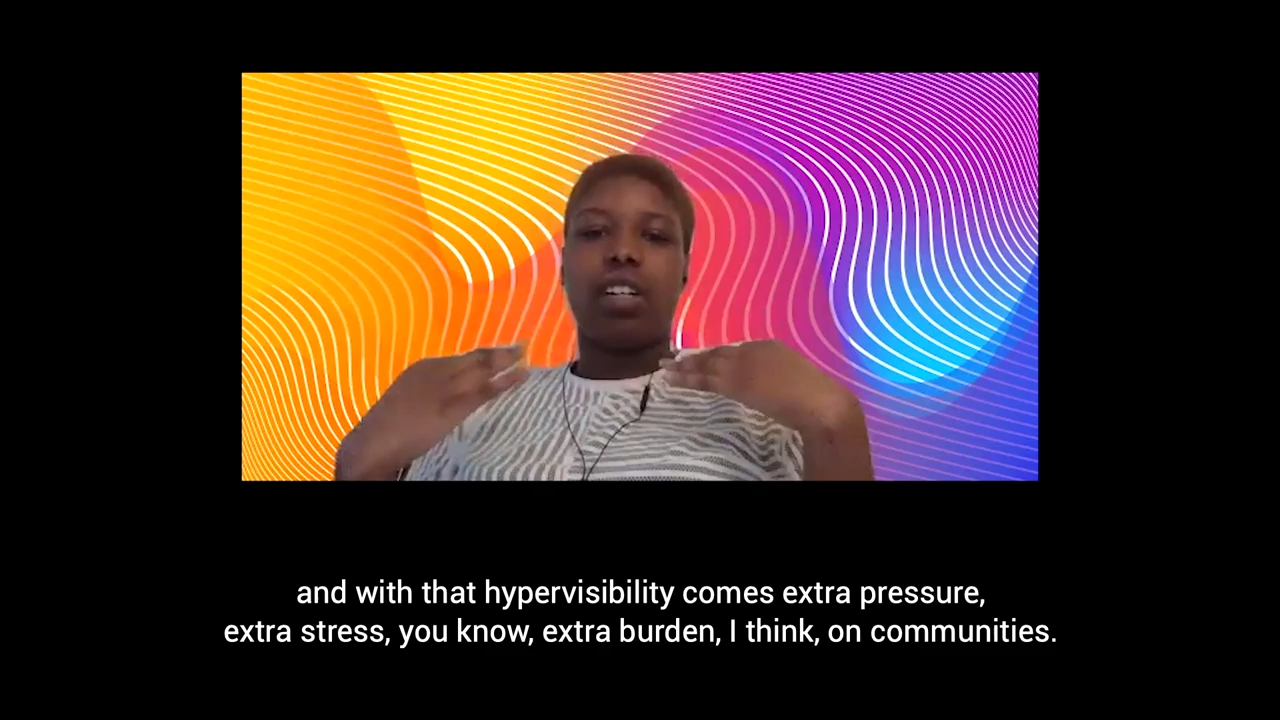 and with that hypervisibility comes extra pressure,
extra stress, you know, extra burden, I think, on communities.